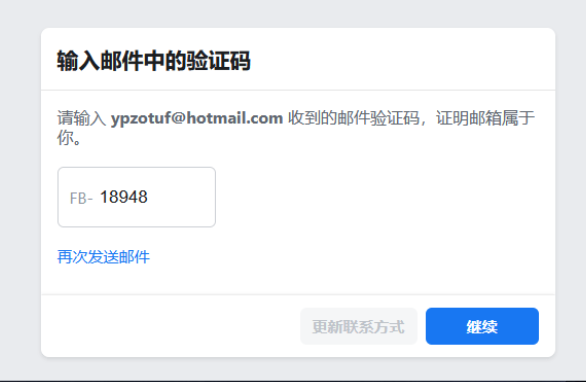 输入邮件中的验证码
请输入 ypzotuf@hotmail.com 收到的邮件验证码，证明邮箱属于
你。
FB- 18948
再次发送邮件
更新联系方式 继续